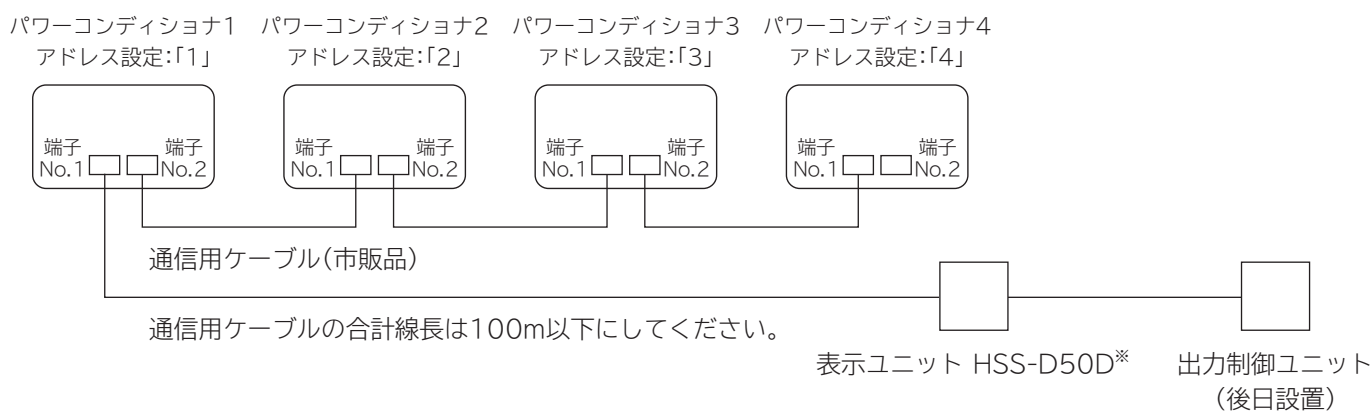 パワーコンディショナ1 パワーコンディショナ2 パワーコンディショナ3 パワーコンディショナ4
アドレス設定:「1」 アドレス設定:「2」 アドレス設定:「3」 アドレス設定:「4」
端子 端子 端子 端子 端子 端子 端子 端子
No.1 No.2 No.1 No.2 No.1 No.2 No.1 No.2
通信用ケーブル(市販品)
通信用ケーブルの合計線長は100m以下にしてください。
表示ユニット HSS-D50D※ 出力制御ユニット
(後日設置)